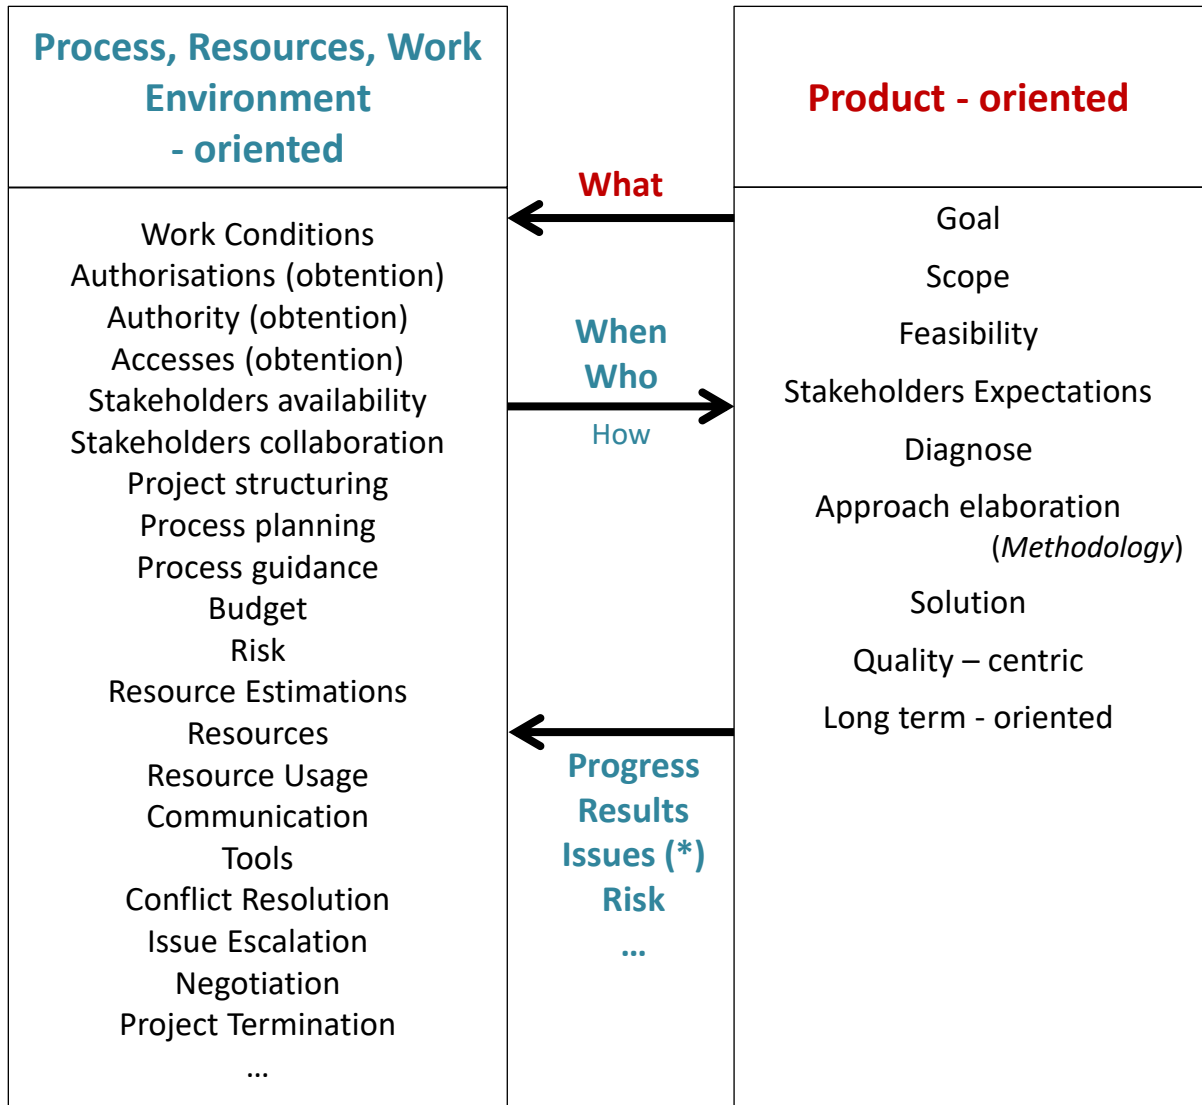 Process, Resources, Work
Environment
- oriented
Work Conditions
Authorisations (obtention)
Authority (obtention)
Accesses (obtention)
Stakeholders availability
Stakeholders collaboration
Project structuring
Process planning
Process guidance
Budget
Risk
Resource Estimations
Resources
Resource Usage
Communication
Tools
Conflict Resolution
Issue Escalation
Negotiation
Project Termination
...
What
When
Who
How
Progress
Results
Issues (*)
Risk
...
Product - oriented
Goal
Scope
Feasibility
Stakeholders Expectations
Diagnose
Approach elaboration
(Methodology)
Solution
Quality – centric
Long term - oriented